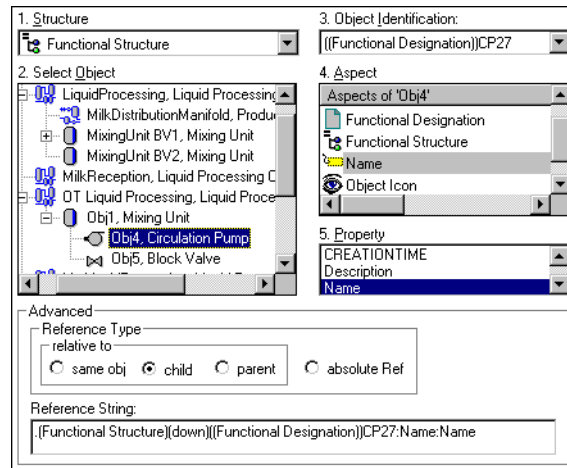 1. Structure
Functional Structure
2. Select Object
LiquidProcessing, Liquid Processing
MilkDistributionManifold, Produc
MixingUnit BV1, Mixing Unit
MixingUnit BV2, Mixing Unit
MilkReception, Liquid Processing C
OT Liquid Processing, Liquid Proce
Obj1, Mixing Unit
Obj4, Circulation Pump
Obj5, Block Valve
3. Object Identification:
((Functional Designation))CP27
4. Aspect
Aspects of 'Obj4'
Functional Designation
Functional Structure
Name
Object Icon
5. Property
CREATIONTIME
Description
Name
Advanced
Reference Type
relative to
same obj child parent absolute Ref
Reference String:
.(Functional Structure)(down)((Functional Designation))CP27:Name:Name